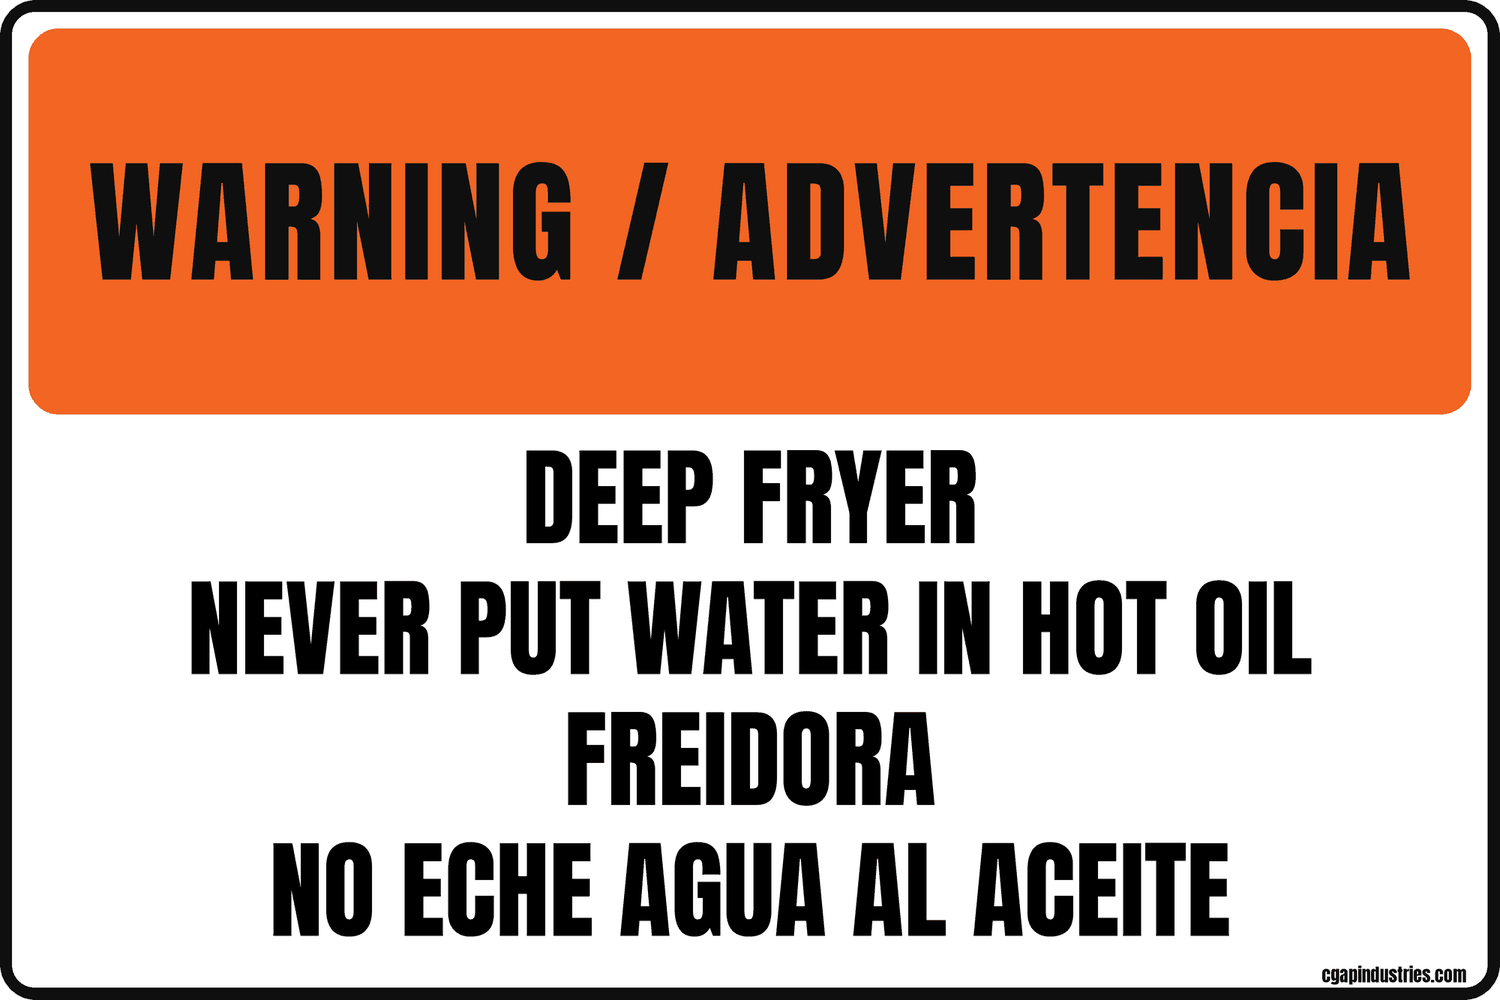 WARNING / ADVERTENCIA
DEEP FRYER
NEVER PUT WATER IN HOT OIL
FREIDORA
NO ECHE AGUA AL ACEITE
cgapindustries.com